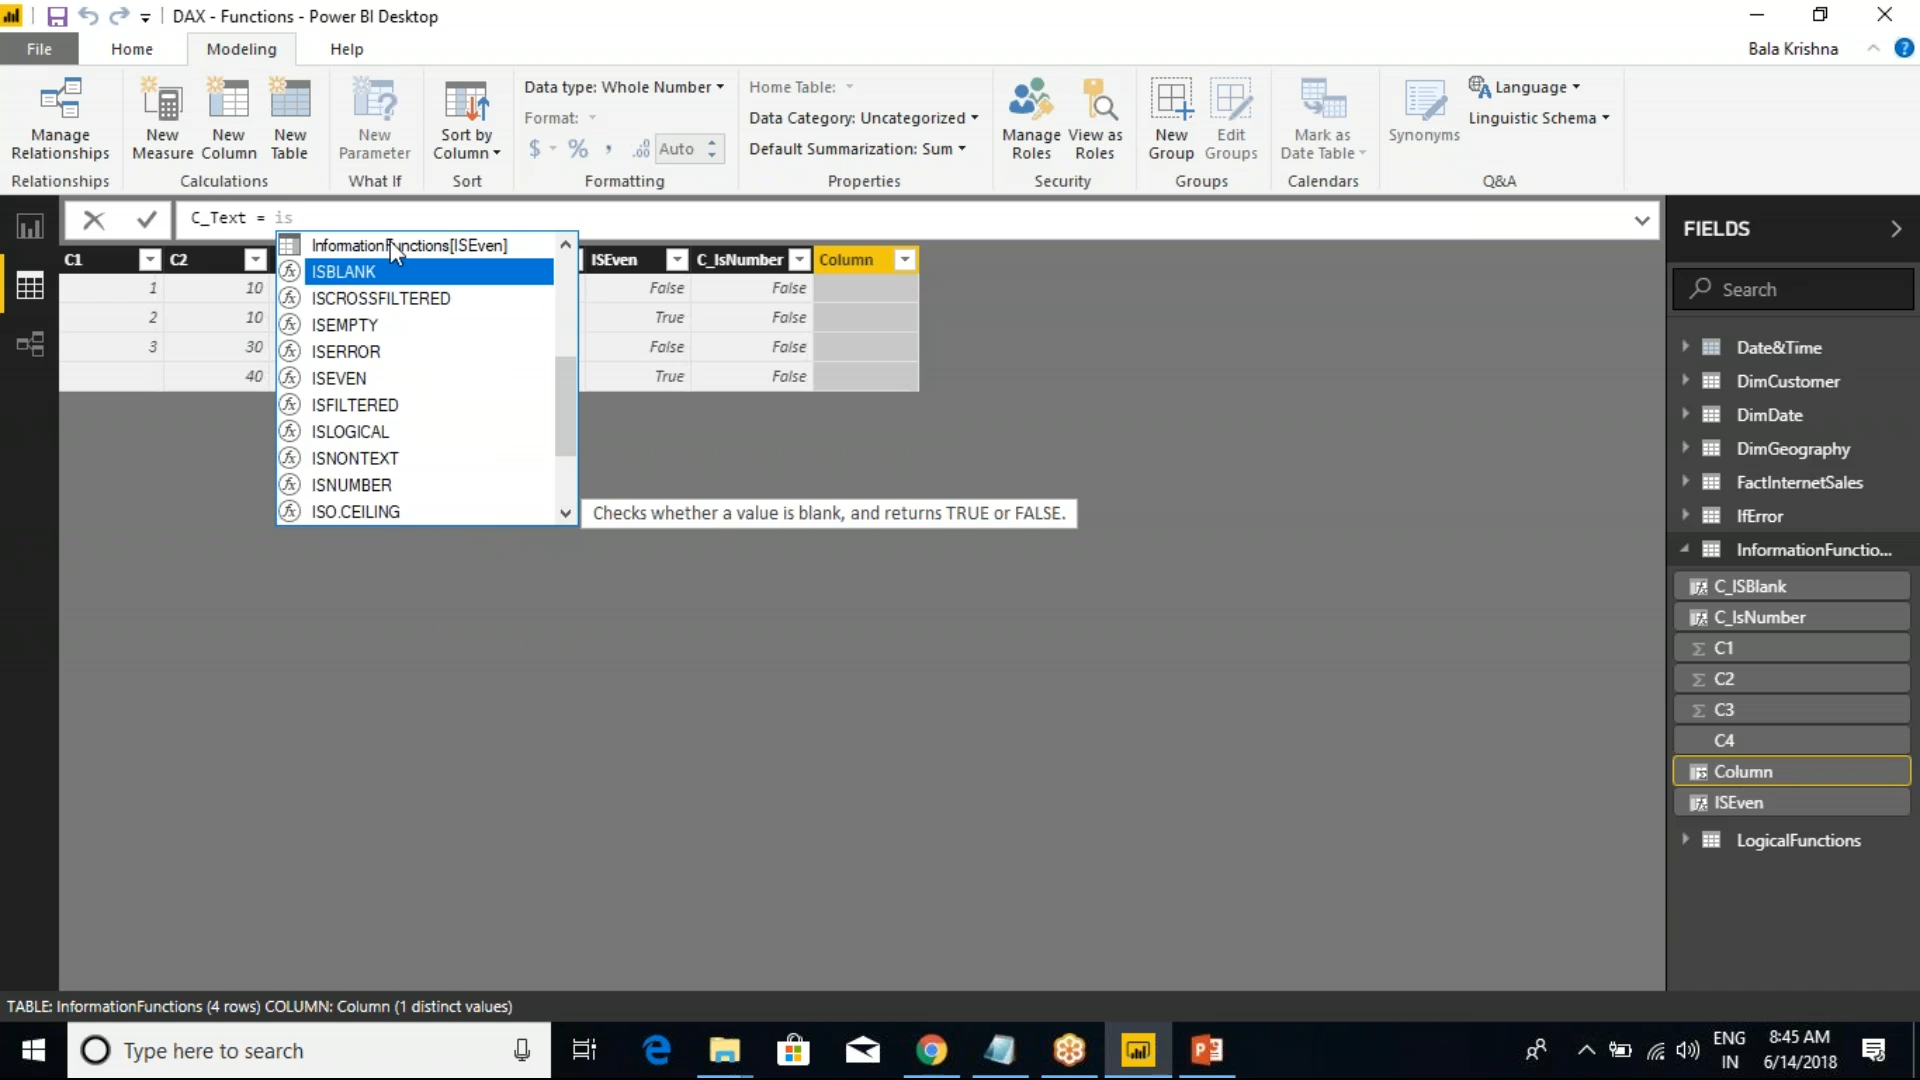 DAX - Functions - Power BI Desktop
File Home Modeling Help
Bala Krishna
Manage Relationships
Relationships
New Measure
New Column
New Table
Calculations
New Parameter
What If
Sort by Column
Sort
Data type: Whole Number
Format:
$ % , .00 Auto
Formatting
Home Table:
Data Category: Uncategorized
Default Summarization: Sum
Properties
Manage Roles
View as Roles
Security
New Group
Edit Groups
Groups
Mark as Date Table
Calendars
Synonyms
Language
Linguistic Schema
Q&A
C_Text = is
InformationFunctions[ISEven]
ISBLANK
ISCROSSFILTERED
ISEMPTY
ISERROR
ISEVEN
ISFILTERED
ISLOGICAL
ISNONTEXT
ISNUMBER
ISO.CEILING
Checks whether a value is blank, and returns TRUE or FALSE.
C1 C2 ISEven C_IsNumber Column
1 10 False False
2 10 True False
3 30 False False
40 True False
FIELDS
Search
Date&Time
DimCustomer
DimDate
DimGeography
FactInternetSales
IfError
InformationFunctio...
C_ISBlank
C_IsNumber
C1
C2
C3
C4
Column
ISEven
LogicalFunctions
TABLE: InformationFunctions (4 rows) COLUMN: Column (1 distinct values)
Type here to search
ENG
IN
8:45 AM
6/14/2018